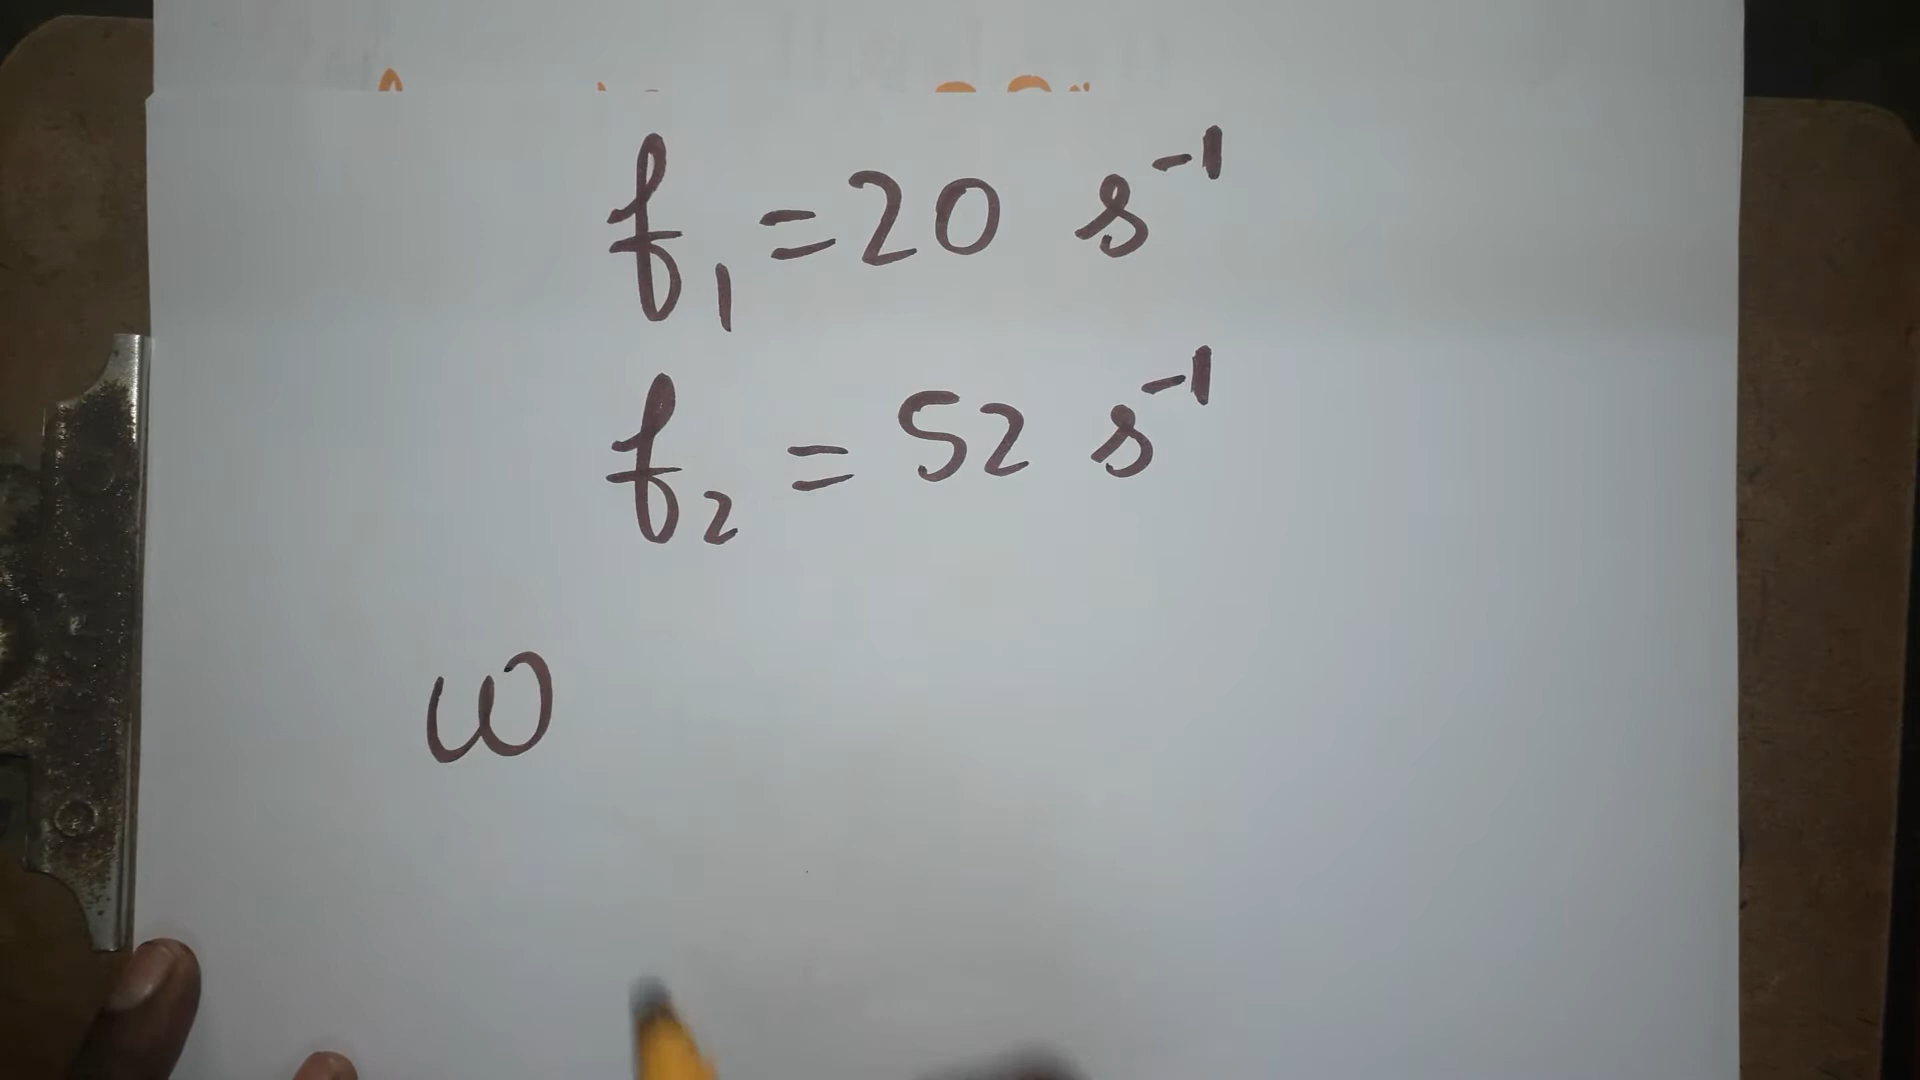 f₁ = 20 s⁻¹
f₂ = 52 s⁻¹
ω